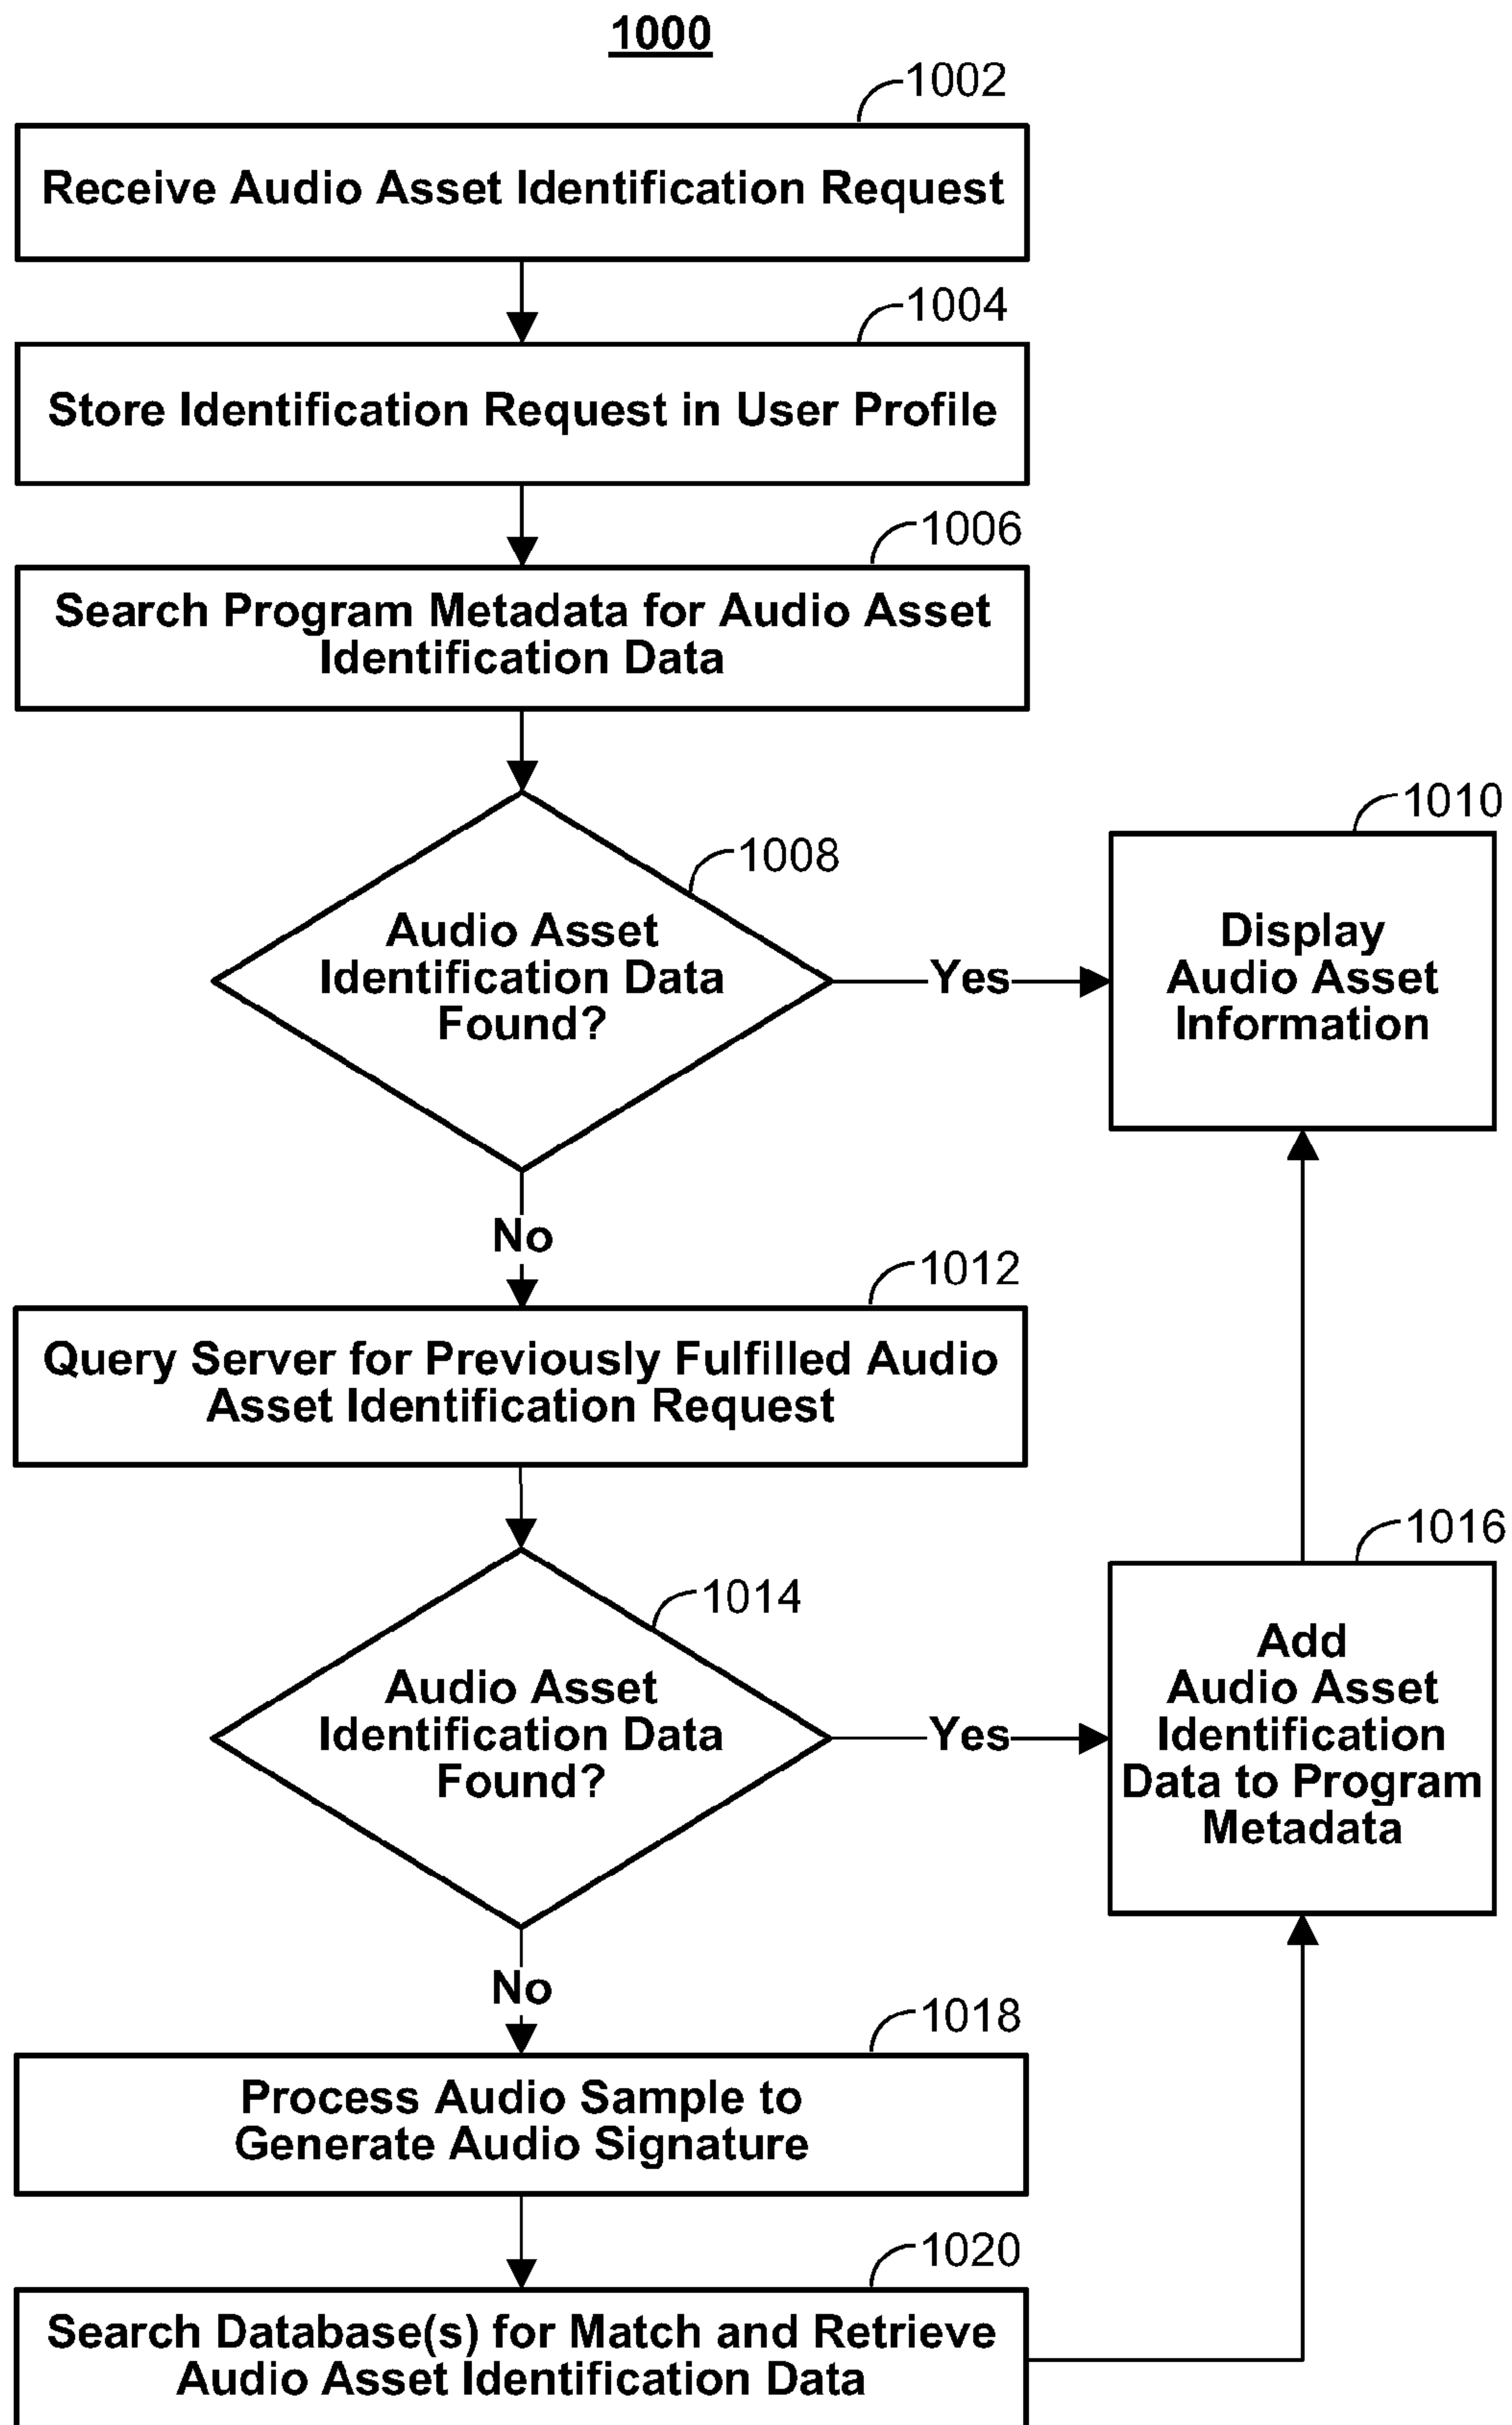 1000
1002
Receive Audio Asset Identification Request
1004
Store Identification Request in User Profile
1006
Search Program Metadata for Audio Asset
Identification Data
1008
Audio Asset
Identification Data
Found?
Yes
1010
Display
Audio Asset
Information
No
1012
Query Server for Previously Fulfilled Audio
Asset Identification Request
1014
Audio Asset
Identification Data
Found?
Yes
1016
Add
Audio Asset
Identification
Data to Program
Metadata
No
1018
Process Audio Sample to
Generate Audio Signature
1020
Search Database(s) for Match and Retrieve
Audio Asset Identification Data